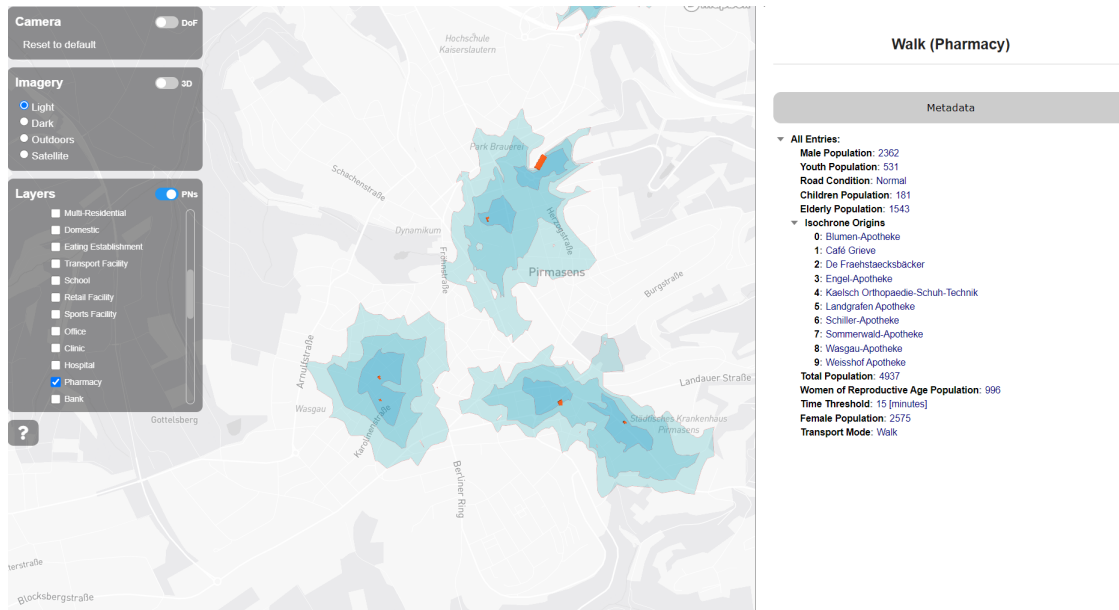 Camera
DoF
Reset to default
Imagery
3D
Light
Dark
Outdoors
Satellite
Layers
PNs
Multi-Residential
Domestic
Eating Establishment
Transport Facility
School
Retail Facility
Sports Facility
Office
Clinic
Hospital
Pharmacy
Bank
?
Hochschule
Kaiserslautern
Park Brauerei
Schachenstraße
Dynamikum
Fröhnstraße
Herzogstraße
Pirmasens
Burgstraße
Arnulfstraße
Landauer Straße
Wasgau
Gottelsberg
Karolinenstraße
Städtisches Krankenhaus
Pirmasens
Berliner Ring
terstraße
Blocksbergstraße
Walk (Pharmacy)
Metadata
All Entries:
Male Population: 2362
Youth Population: 531
Road Condition: Normal
Children Population: 181
Elderly Population: 1543
Isochrone Origins
0: Blumen-Apotheke
1: Café Grieve
2: De Fraehstaecksbäcker
3: Engel-Apotheke
4: Kaelsch Orthopaedie-Schuh-Technik
5: Landgrafen Apotheke
6: Schiller-Apotheke
7: Sommerwald-Apotheke
8: Wasgau-Apotheke
9: Weisshof Apotheke
Total Population: 4937
Women of Reproductive Age Population: 996
Time Threshold: 15 [minutes]
Female Population: 2575
Transport Mode: Walk